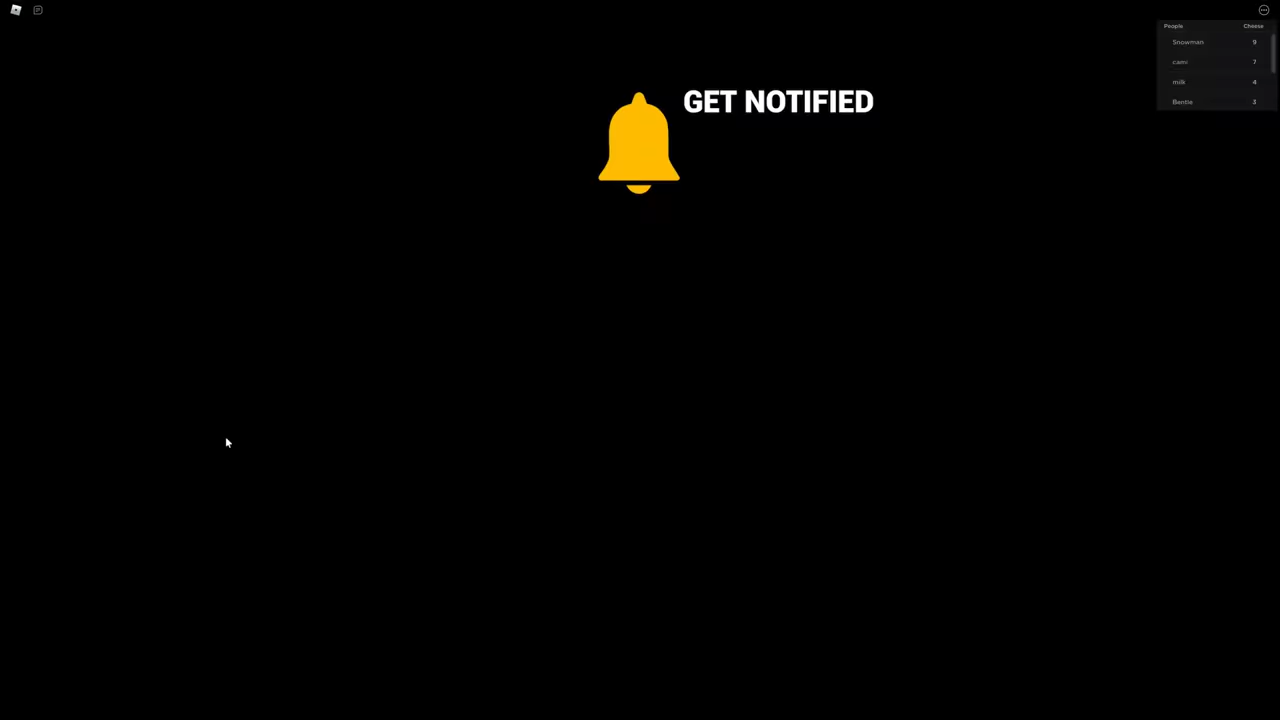 People Cheese
Snowman 9
cami 7
milk 4
Bentie 3
GET NOTIFIED